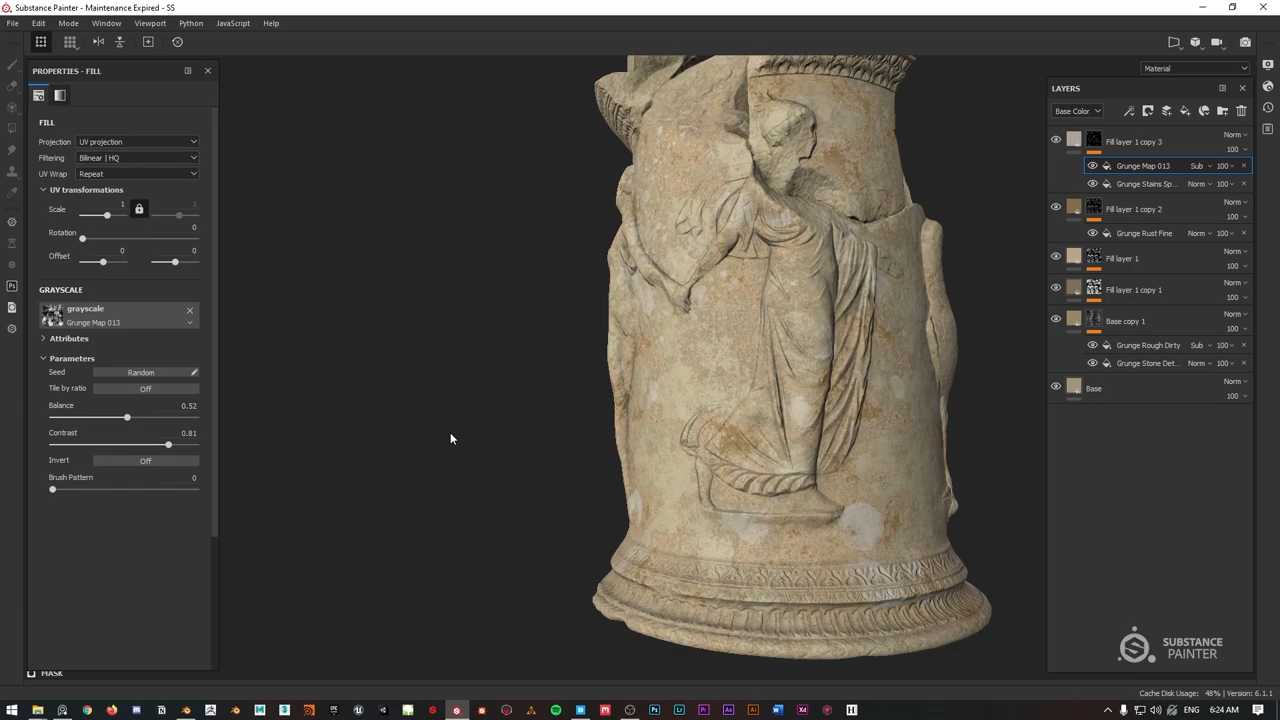 Substance Painter - Maintenance Expired - SS
File Edit Mode Window Viewport Python JavaScript Help
Material
PROPERTIES - FILL
LAYERS
Base Color
FILL
Projection UV projection
Filtering Bilinear | HQ
UV Wrap Repeat
UV transformations
Scale 1 1
Rotation 0
Offset 0 0
GRAYSCALE
grayscale
Grunge Map 013
Attributes
Parameters
Seed Random
Tile by ratio Off
Balance 0.52
Contrast 0.81
Invert Off
Brush Pattern 0
MASK
Fill layer 1 copy 3 Norm 100
Grunge Map 013 Sub 100
Grunge Stains Sp... Norm 100
Fill layer 1 copy 2 Norm 100
Grunge Rust Fine Norm 100
Fill layer 1 Norm 100
Fill layer 1 copy 1 Norm 100
Base copy 1 Norm 100
Grunge Rough Dirty Sub 100
Grunge Stone Det... Norm 100
Base Norm 100
SUBSTANCE
PAINTER
Cache Disk Usage: 48% | Version: 6.1.1
6:24 AM